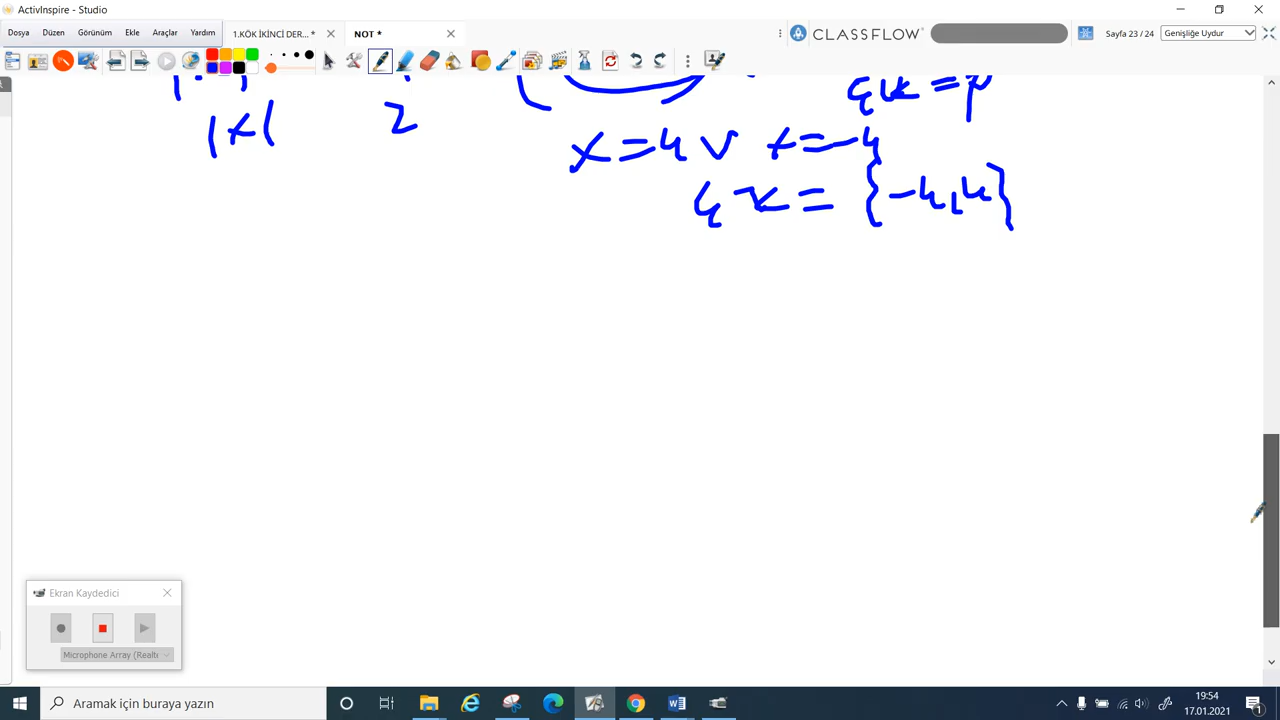 ActivInspire - Studio
Dosya Düzen Görünüm Ekle Araçlar Yardım
1.KÖK İKİNCİ DER... *
NOT *
CLASSFLOW
Sayfa 23 / 24
Genişliğe Uydur
ÇK = φ
|x| 2
x = 4 v x = -4
ÇK = {-4,4}
Ekran Kaydedici
Microphone Array (Realte
Aramak için buraya yazın
19:54
17.01.2021
1